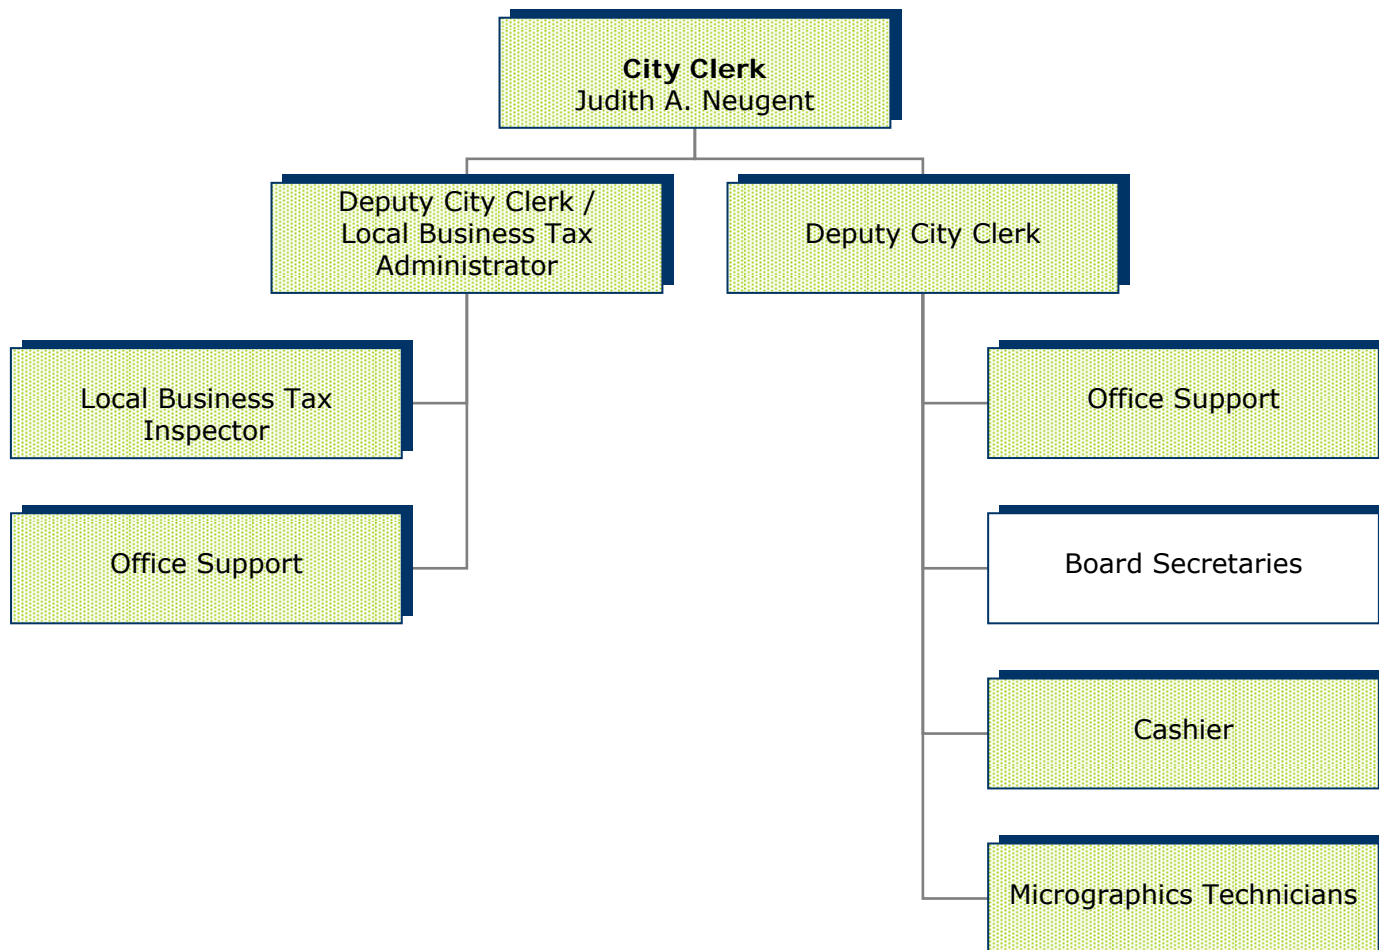 City Clerk
Judith A. Neugent
Deputy City Clerk /
Local Business Tax
Administrator
Deputy City Clerk
Local Business Tax
Inspector
Office Support
Office Support
Board Secretaries
Cashier
Micrographics Technicians